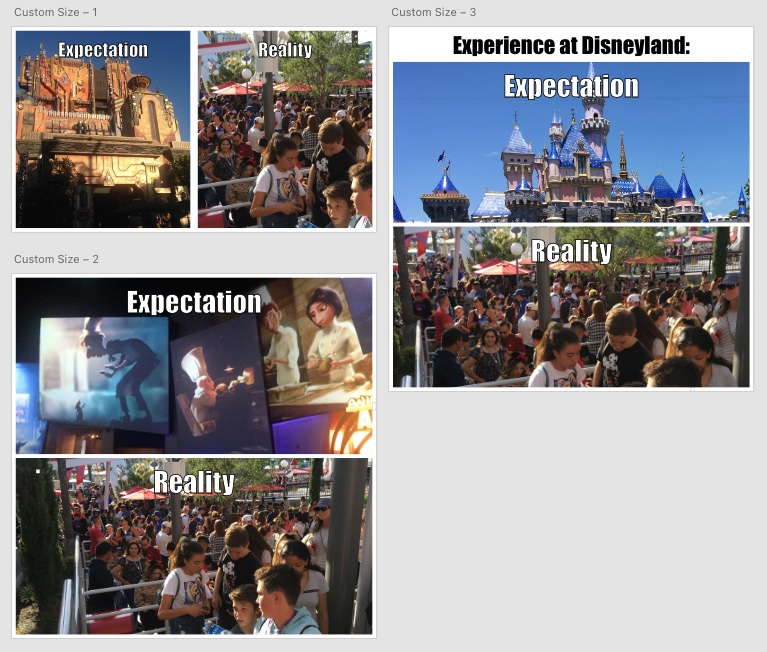 Custom Size – 1
Expectation
Reality
Custom Size – 2
Expectation
Reality
Custom Size – 3
Experience at Disneyland:
Expectation
Reality